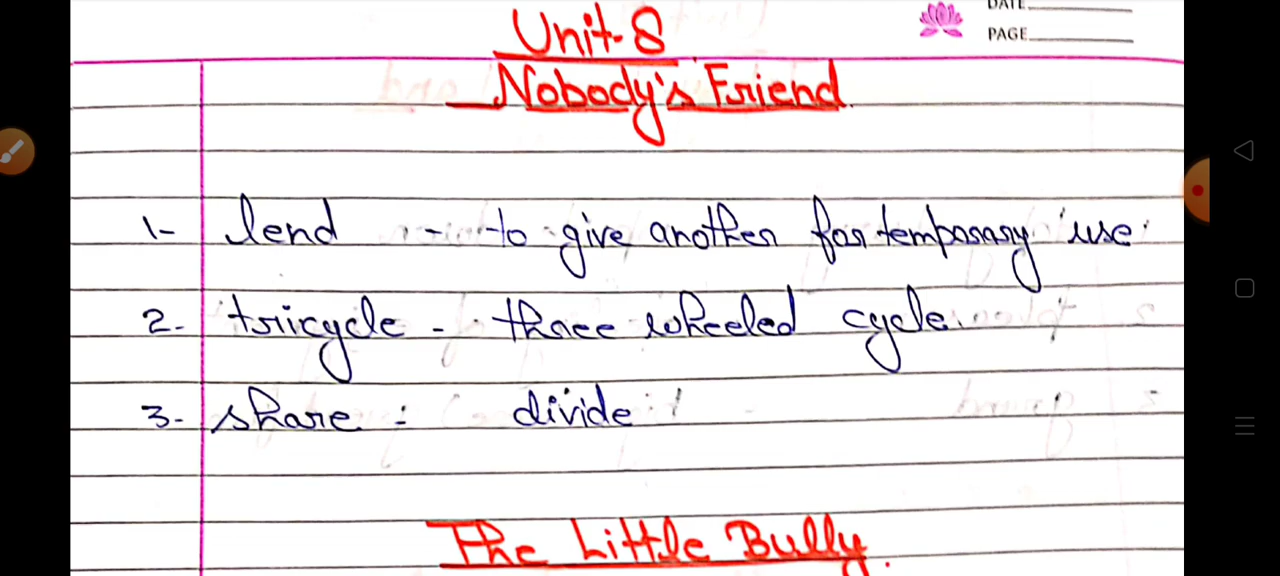 DATE
PAGE
Unit-8
Nobody's Friend
1- lend - to give another for temporary use
2- tricycle - three wheeled cycle.
3- share - divide
The Little Bully.